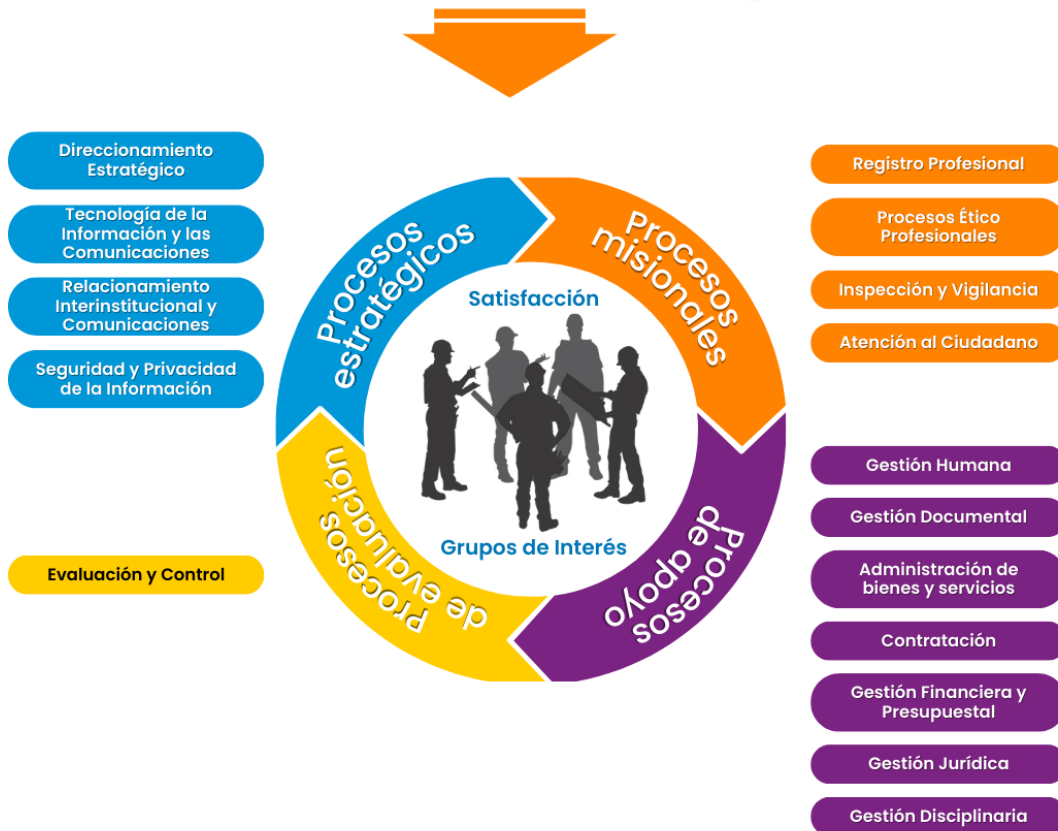 Direccionamiento
Estratégico
Tecnología de la
Información y las
Comunicaciones
Relacionamiento
Interinstitucional y
Comunicaciones
Seguridad y Privacidad
de la Información
Evaluación y Control
Procesos
estratégicos
Procesos
misionales
Procesos
de apoyo
Procesos
de evaluación
Satisfacción
Grupos de Interés
Registro Profesional
Procesos Ético
Profesionales
Inspección y Vigilancia
Atención al Ciudadano
Gestión Humana
Gestión Documental
Administración de
bienes y servicios
Contratación
Gestión Financiera y
Presupuestal
Gestión Jurídica
Gestión Disciplinaria